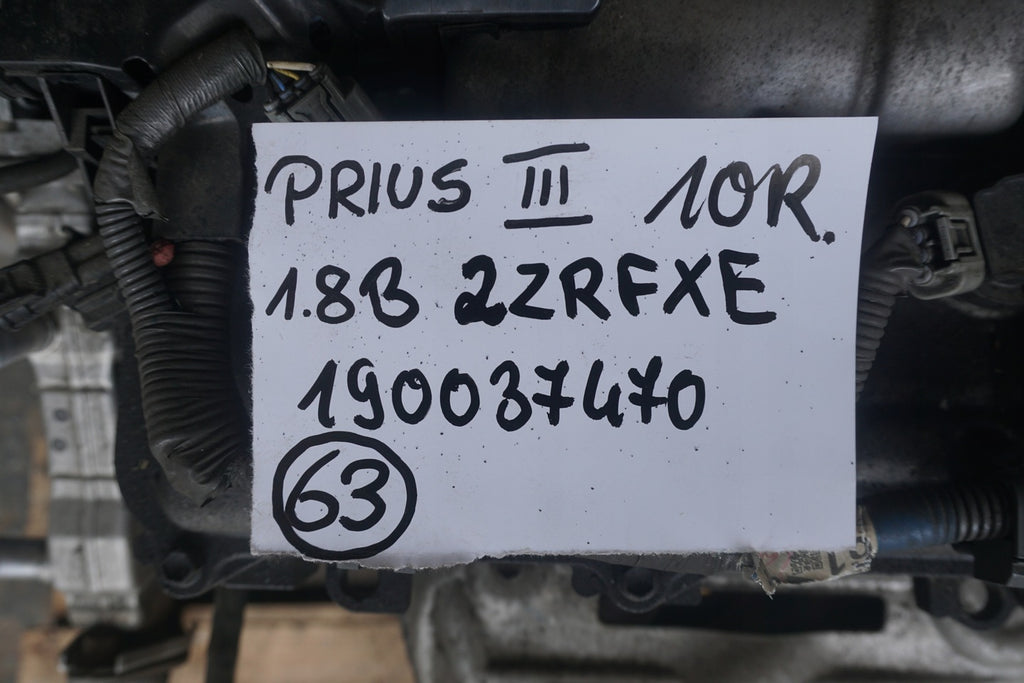 PRIUS III 10R.
1.8B 2ZRFXE
190037470
63